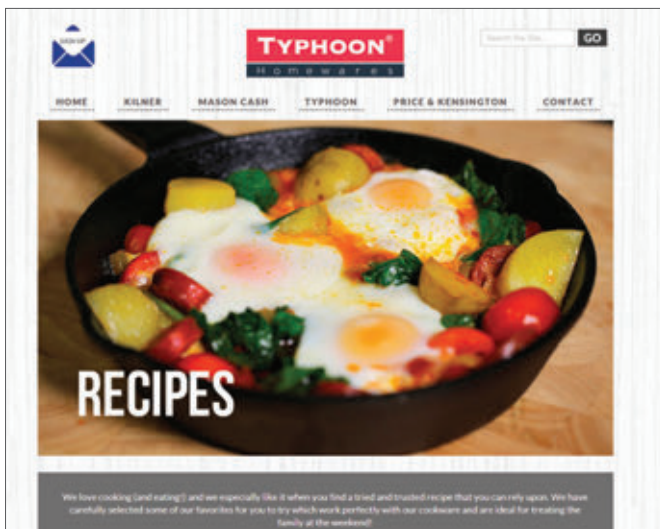 SIGN UP
TYPHOON®
Homewares
Search the Site...
GO
HOME KILNER MASON CASH TYPHOON PRICE & KENSINGTON CONTACT
RECIPES
We love cooking (and eating!) and we especially like it when you find a tried and trusted recipe that you can rely upon. We have
carefully selected some of our favorites for you to try which work perfectly with our cookware and are ideal for treating the
family at the weekend!